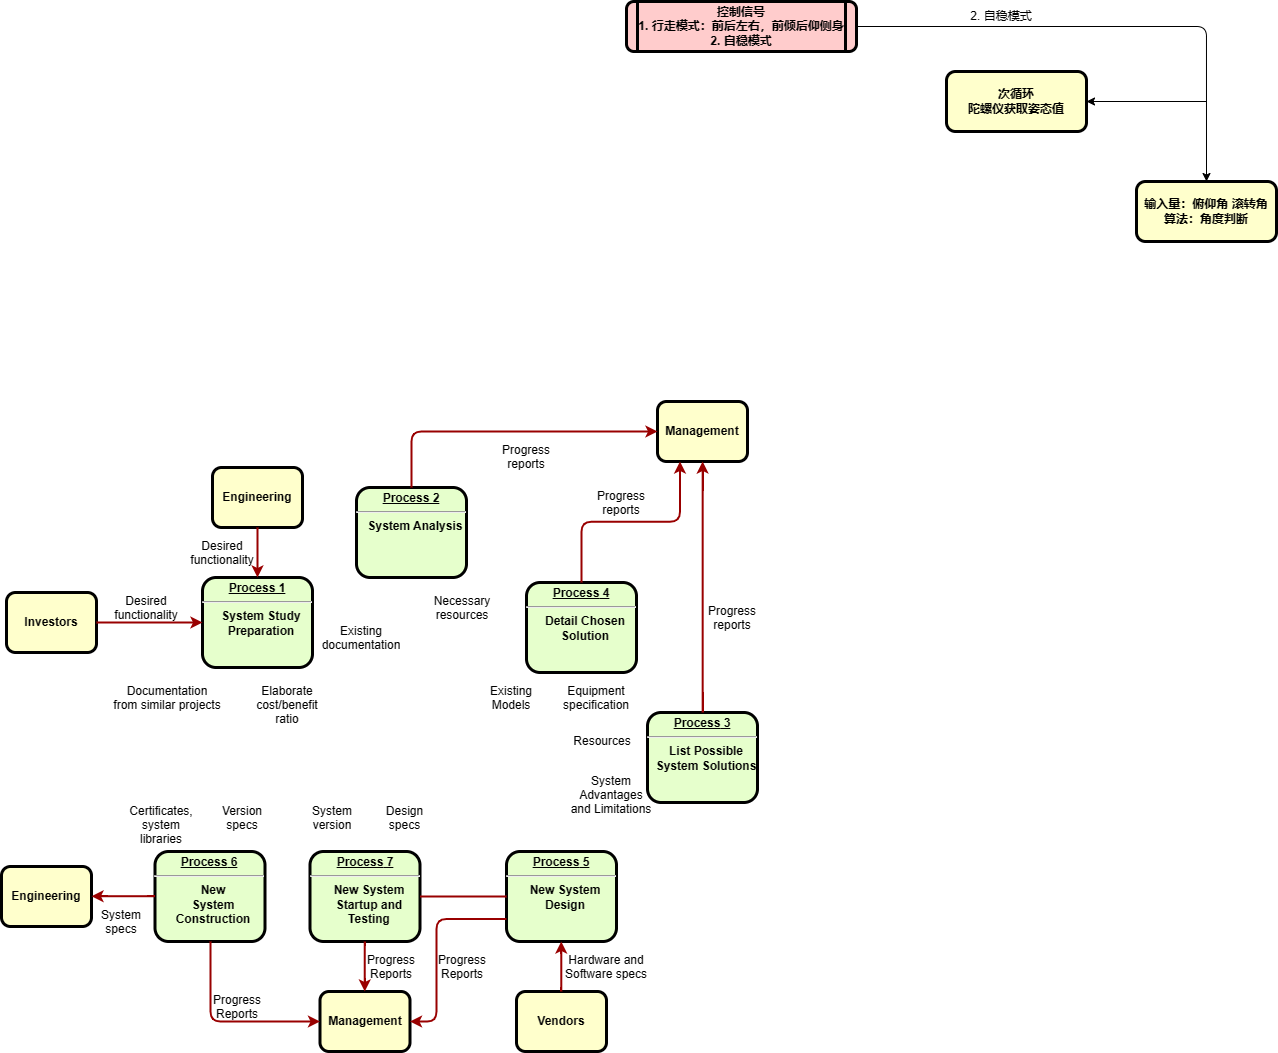 控制信号
1. 行走模式：前后左右，前倾后仰侧身
2. 自稳模式
2. 自稳模式
次循环
陀螺仪获取姿态值
输入量：俯仰角 滚转角
算法：角度判断
Management
Progress
reports
Engineering
Process 2
System Analysis
Progress
reports
Desired
functionality
Process 1
System Study
Preparation
Investors
Desired
functionality
Existing
documentation
Necessary
resources
Process 4
Detail Chosen
Solution
Progress
reports
Documentation
from similar projects
Elaborate
cost/benefit
ratio
Existing
Models
Equipment
specification
Process 3
List Possible
System Solutions
Resources
System
Advantages
and Limitations
Certificates,
system
libraries
Version
specs
System
version
Design
specs
Engineering
System
specs
Process 6
New
System
Construction
Process 7
New System
Startup and
Testing
Process 5
New System
Design
Progress
Reports
Progress
Reports
Hardware and
Software specs
Progress
Reports
Management
Vendors